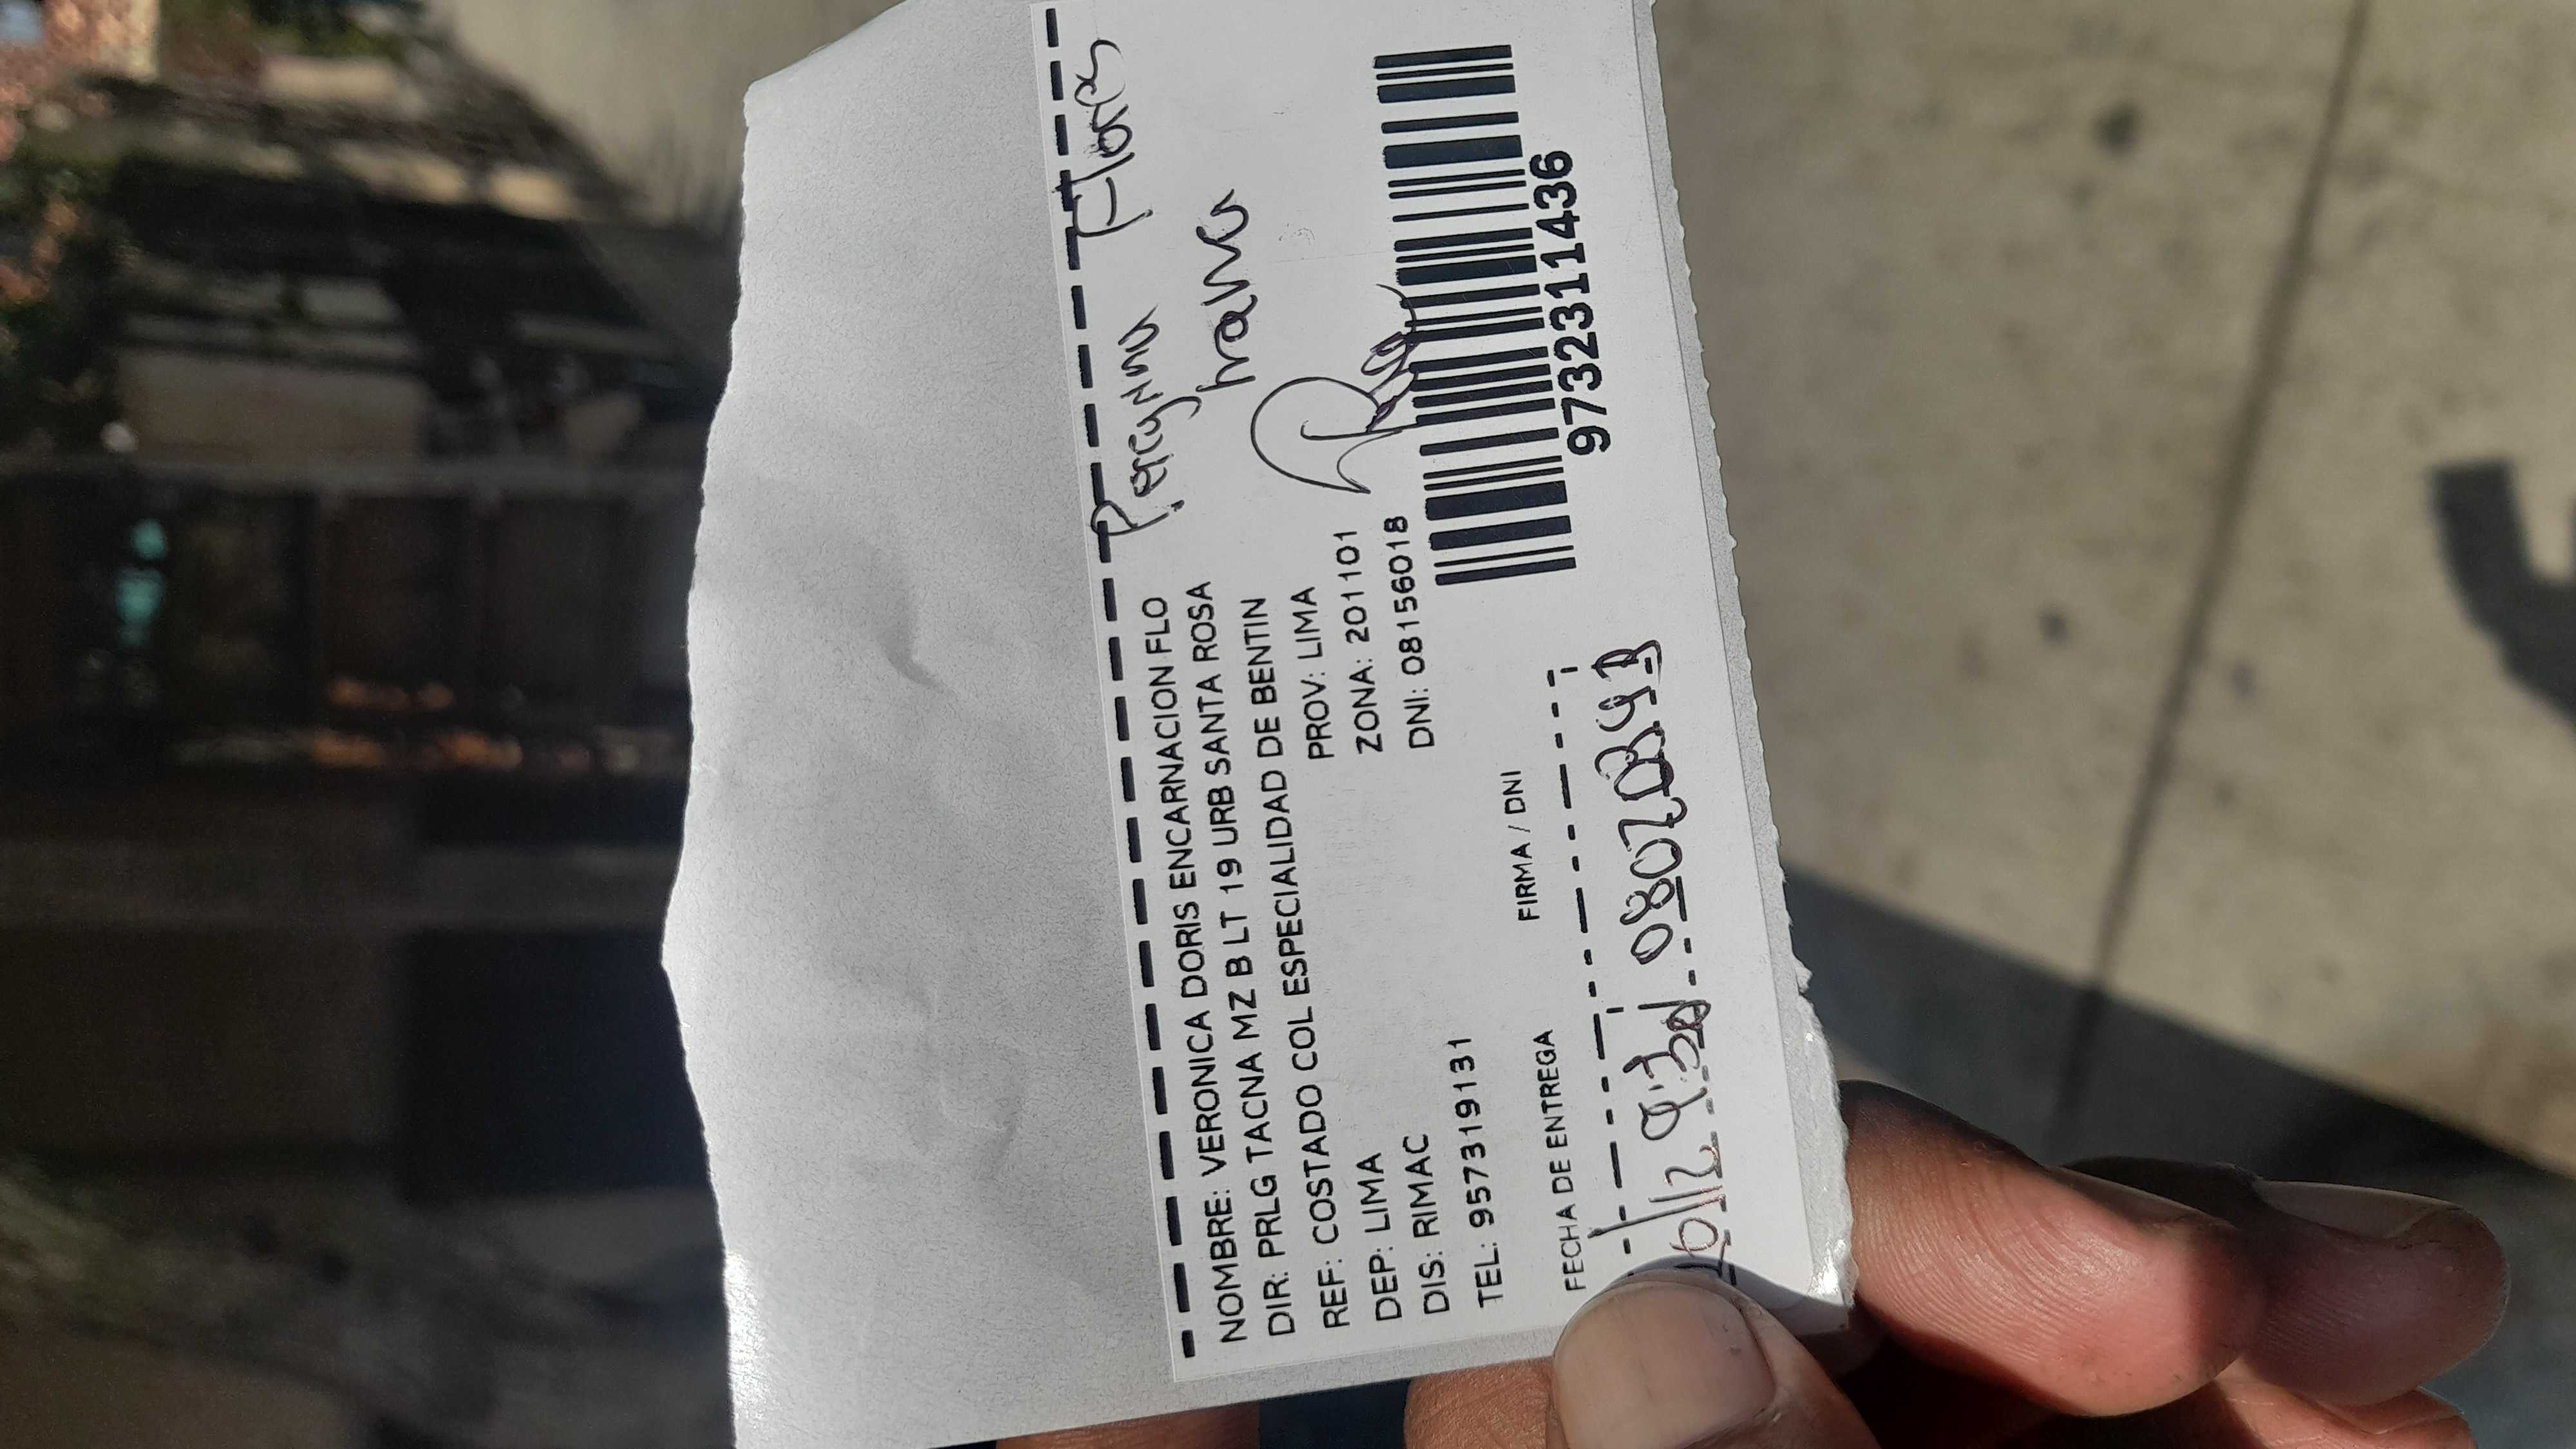 NOMBRE: VERONICA DORIS ENCARNACION FLO
DIR: PRLG TACNA MZ B LT 19 URB SANTA ROSA
REF: COSTADO COL ESPECIALIDAD DE BENTIN
DEP: LIMA PROV: LIMA
DIS: RIMAC ZONA: 201101
TEL: 957319131 DNI: 08156018
Flores
9732311436
FECHA DE ENTREGA FIRMA / DNI